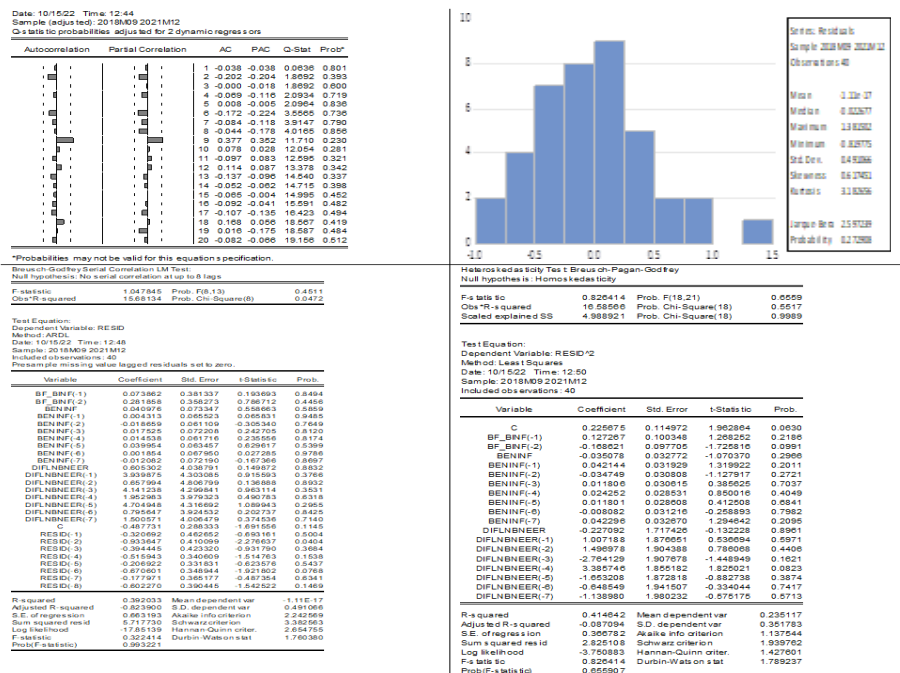 Date: 10/15/22 Time: 12:44
Sample (adjusted): 2018M09 2021M12
Q-statistic probabilities adjusted for 2 dynamic regressors
Autocorrelation Partial Correlation AC PAC Q-Stat Prob*
1 -0.038 -0.038 0.0636 0.801
2 -0.202 -0.204 1.8692 0.393
3 -0.000 -0.018 1.8692 0.600
4 -0.069 -0.116 2.0934 0.719
5 0.008 -0.005 2.0964 0.836
6 -0.172 -0.224 3.5565 0.736
7 -0.084 -0.118 3.9147 0.790
8 -0.044 -0.178 4.0165 0.856
9 0.377 0.352 11.710 0.230
10 0.078 0.028 12.054 0.281
11 -0.097 0.083 12.595 0.321
12 0.114 0.087 13.378 0.342
13 -0.137 -0.096 14.540 0.337
14 -0.052 -0.062 14.715 0.398
15 -0.065 -0.004 14.995 0.452
16 -0.092 -0.041 15.591 0.482
17 -0.107 -0.135 16.423 0.494
18 0.168 0.056 18.567 0.419
19 0.016 -0.175 18.587 0.484
20 -0.082 -0.066 19.156 0.512
*Probabilities may not be valid for this equation specification.
10
8
6
4
2
0
-1.0 -0.5 0.0 0.5 1.0 1.5
Series: Residuals
Sample 2018M09 2021M12
Observations 40
Mean -1.11e-17
Median -0.022677
Maximum 1.381502
Minimum -0.819775
Std. Dev. 0.491066
Skewness 0.617451
Kurtosis 3.182656
Jarque-Bera 2.597239
Probability 0.272908
Breusch-Godfrey Serial Correlation LM Test:
Null hypothesis: No serial correlation at up to 8 lags
F-statistic 1.047845 Prob. F(8,13) 0.4511
Obs*R-squared 15.68134 Prob. Chi-Square(8) 0.0472
Test Equation:
Dependent Variable: RESID
Method: ARDL
Date: 10/15/22 Time: 12:48
Sample: 2018M09 2021M12
Included observations: 40
Presample missing value lagged residuals set to zero.
Variable Coefficient Std. Error t-Statistic Prob.
BF_BINF(-1) 0.073862 0.381337 0.193693 0.8494
BF_BINF(-2) 0.281858 0.358273 0.786712 0.4456
BENINF 0.040976 0.073347 0.558663 0.5859
BENINF(-1) 0.004313 0.065523 0.065831 0.485
BENINF(-2) -0.018659 0.061109 -0.305340 0.7649
BENINF(-3) 0.017525 0.072208 0.242705 0.8120
BENINF(-4) 0.014538 0.061716 0.235556 0.8174
BENINF(-5) 0.039954 0.063457 0.629617 0.5399
BENINF(-6) 0.001854 0.067950 0.027285 0.9786
BENINF(-7) -0.012082 0.072190 -0.167366 0.8697
DIFLNBNEER 0.605302 4.038791 0.149872 0.8832
DIFLNBNEER(-1) 3.939875 4.303085 0.915593 0.3766
DIFLNBNEER(-2) 0.657994 4.806799 0.136888 0.8932
DIFLNBNEER(-3) 4.141238 4.299841 0.963114 0.3531
DIFLNBNEER(-4) 1.952983 3.979323 0.490783 0.6318
DIFLNBNEER(-5) 4.704948 4.316692 1.089943 0.2955
DIFLNBNEER(-6) 0.795647 3.924532 0.202737 0.8425
DIFLNBNEER(-7) 1.500571 4.006479 0.374536 0.7140
C -0.487731 0.288333 -1.691556 0.1145
RESID(-1) -0.320692 0.462652 -0.693161 0.5004
RESID(-2) -0.933647 0.410099 -2.276637 0.0404
RESID(-3) -0.394445 0.423320 -0.931790 0.3684
RESID(-4) -0.515943 0.340609 -1.514763 0.1538
RESID(-5) -0.206922 0.331831 -0.623576 0.5437
RESID(-6) -0.670601 0.348944 -1.921802 0.0768
RESID(-7) -0.177971 0.365177 -0.487354 0.6341
RESID(-8) -0.602270 0.390445 -1.542522 0.1469
R-squared 0.392033 Mean dependent var -1.11E-17
Adjusted R-squared -0.823900 S.D. dependent var 0.491066
S.E. of regression 0.663193 Akaike info criterion 2.242569
Sum squared resid 5.717730 Schwarz criterion 3.382563
Log likelihood -17.85139 Hannan-Quinn criter. 2.654755
F-statistic 0.322414 Durbin-Watson stat 1.760380
Prob(F-statistic) 0.993221
Heteroskedasticity Test: Breusch-Pagan-Godfrey
Null hypothesis: Homoskedasticity
F-statistic 0.826414 Prob. F(18,21) 0.6559
Obs*R-squared 16.58566 Prob. Chi-Square(18) 0.5517
Scaled explained SS 4.988921 Prob. Chi-Square(18) 0.9989
Test Equation:
Dependent Variable: RESID^2
Method: Least Squares
Date: 10/15/22 Time: 12:50
Sample: 2018M09 2021M12
Included observations: 40
Variable Coefficient Std. Error t-Statistic Prob.
C 0.225675 0.114972 1.962864 0.0630
BF_BINF(-1) 0.127267 0.100348 1.268252 0.2186
BF_BINF(-2) -0.168621 0.097705 -1.725816 0.0991
BENINF -0.035078 0.032772 -1.070370 0.2966
BENINF(-1) 0.042144 0.031929 1.319922 0.2011
BENINF(-2) -0.034749 0.030808 -1.127917 0.2721
BENINF(-3) 0.011806 0.030615 0.385625 0.7037
BENINF(-4) 0.024252 0.028531 0.850016 0.4049
BENINF(-5) 0.011801 0.028608 0.412508 0.6841
BENINF(-6) -0.008082 0.031216 -0.258893 0.7982
BENINF(-7) 0.042296 0.032670 1.294642 0.2095
DIFLNBNEER -0.227092 1.717426 -0.132228 0.8961
DIFLNBNEER(-1) 1.007188 1.876651 0.536694 0.5971
DIFLNBNEER(-2) 1.496978 1.904388 0.786068 0.4406
DIFLNBNEER(-3) -2.764129 1.907678 -1.448949 0.1621
DIFLNBNEER(-4) 3.385746 1.855182 1.825021 0.0823
DIFLNBNEER(-5) -1.653208 1.872818 -0.882738 0.3874
DIFLNBNEER(-6) -0.648549 1.941507 -0.334044 0.7417
DIFLNBNEER(-7) -1.138980 1.980232 -0.575175 0.5713
R-squared 0.414642 Mean dependent var 0.235117
Adjusted R-squared -0.087094 S.D. dependent var 0.351783
S.E. of regression 0.366782 Akaike info criterion 1.137544
Sum squared resid 2.825108 Schwarz criterion 1.939762
Log likelihood -3.750883 Hannan-Quinn criter. 1.427601
F-statistic 0.826414 Durbin-Watson stat 1.789237
Prob(F-statistic) 0.655907